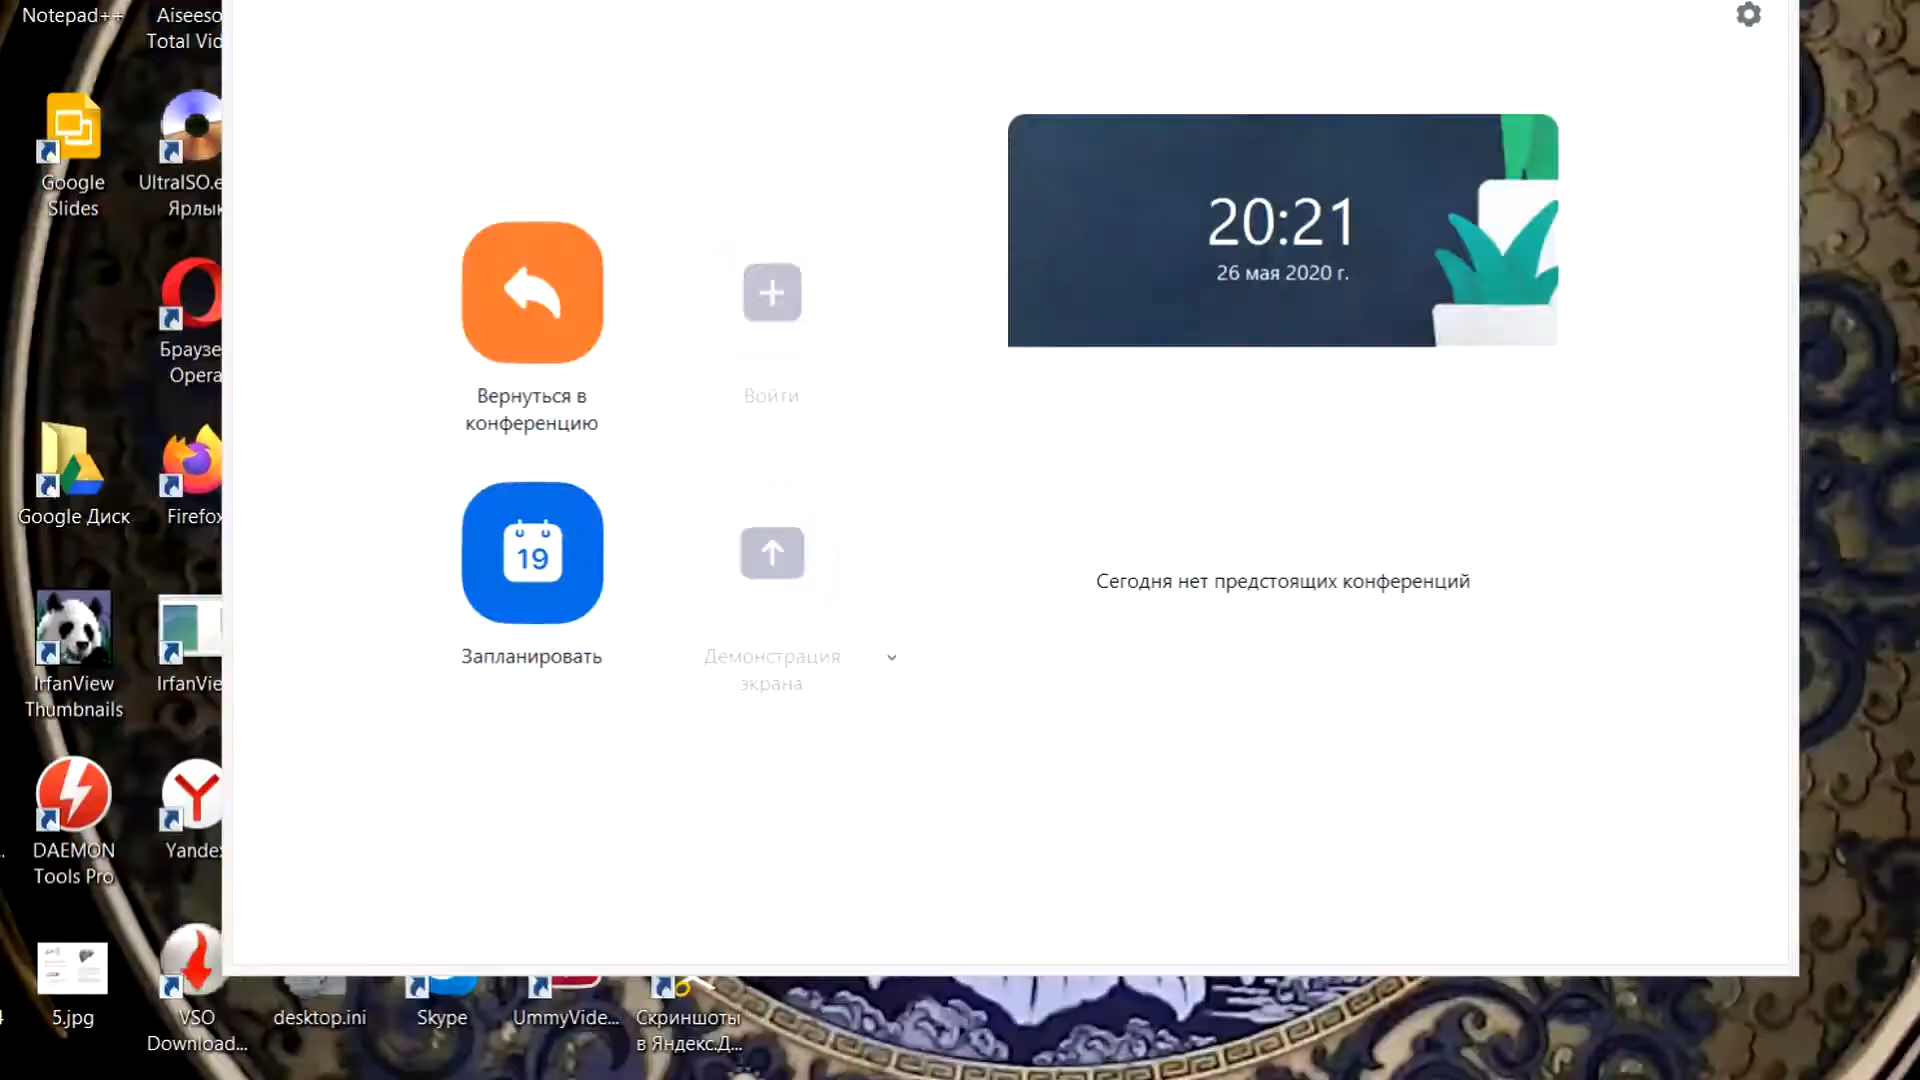 Notepad++
Aiseeso
Total Vid
Google
Slides
UltraISO.e
Ярлык
Браузе
Opera
Google Диск
Firefox
IrfanView
Thumbnails
IrfanVie
DAEMON
Tools Pro
Yandex
5.jpg
VSO
Download...
desktop.ini
Skype
UmmyVide...
Скриншоты
в Яндекс.Д...
Вернуться в
конференцию
Войти
Запланировать
19
Демонстрация
экрана
20:21
26 мая 2020 г.
Сегодня нет предстоящих конференций